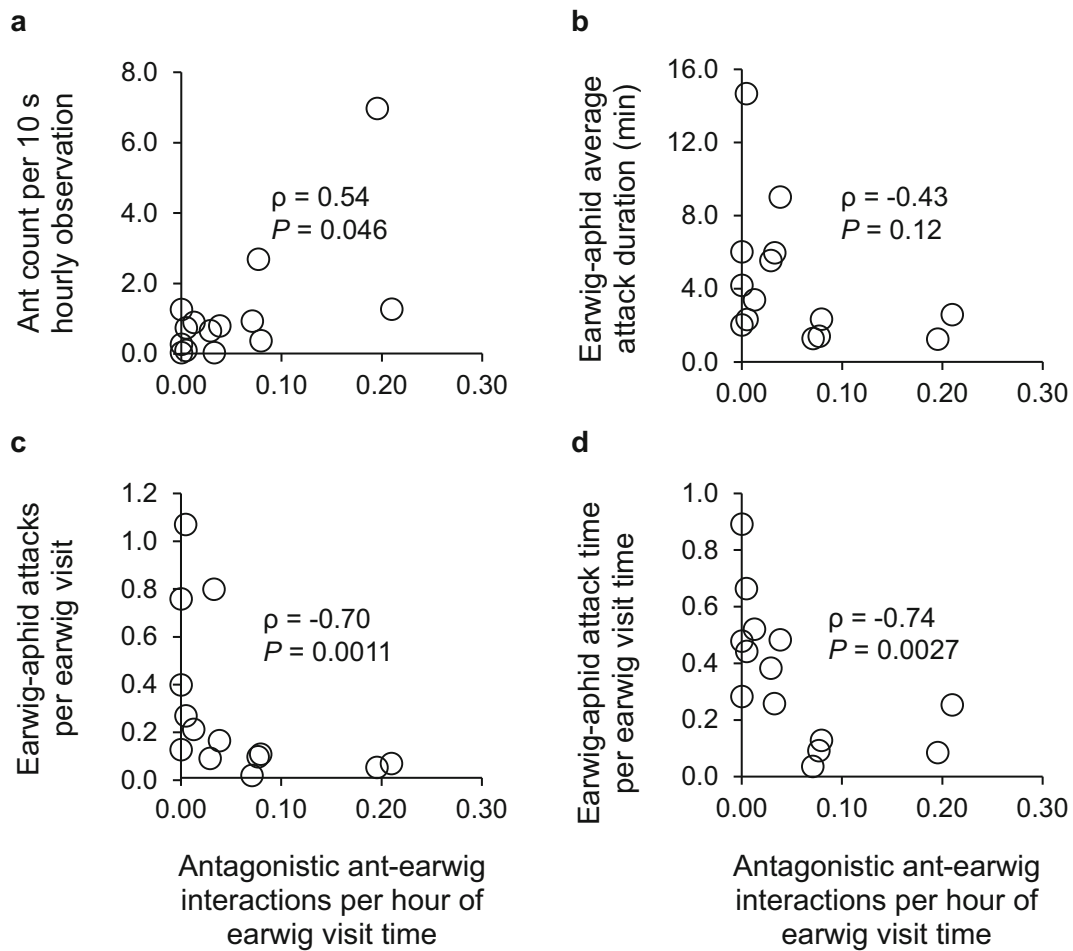 a
Ant count per 10 s
hourly observation
8.0
6.0
4.0
2.0
0.0
ρ = 0.54
P = 0.046
0.00
0.10
0.20
0.30
b
Earwig-aphid average
attack duration (min)
16.0
12.0
8.0
4.0
0.0
ρ = -0.43
P = 0.12
0.00
0.10
0.20
0.30
c
Earwig-aphid attacks
per earwig visit
1.2
1.0
0.8
0.6
0.4
0.2
0.0
ρ = -0.70
P = 0.0011
0.00
0.10
0.20
0.30
Antagonistic ant-earwig
interactions per hour of
earwig visit time
d
Earwig-aphid attack time
per earwig visit time
1.0
0.8
0.6
0.4
0.2
0.0
ρ = -0.74
P = 0.0027
0.00
0.10
0.20
0.30
Antagonistic ant-earwig
interactions per hour of
earwig visit time